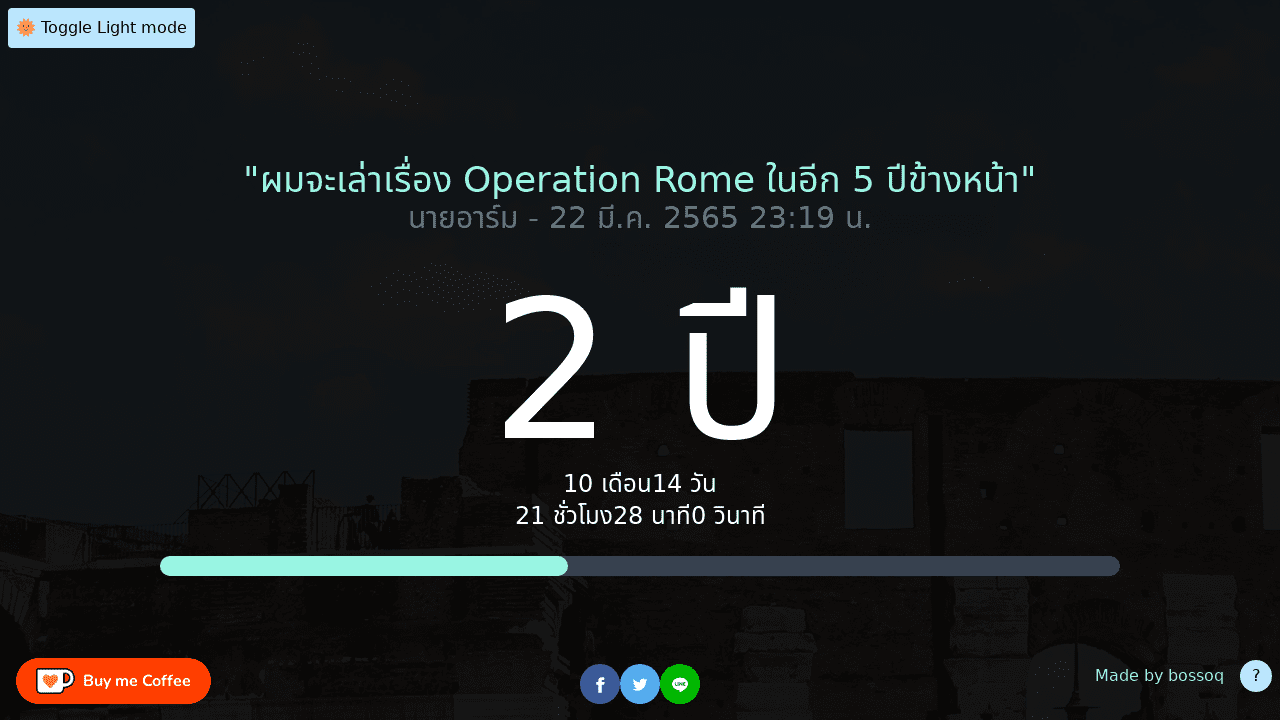 Toggle Light mode
"ผมจะเล่าเรื่อง Operation Rome ในอีก 5 ปีข้างหน้า"
นายอาร์ม - 22 มี.ค. 2565 23:19 น.
2 ปี
10 เดือน14 วัน
21 ชั่วโมง28 นาที0 วินาที
Buy me Coffee
LINE
Made by bossoq
?